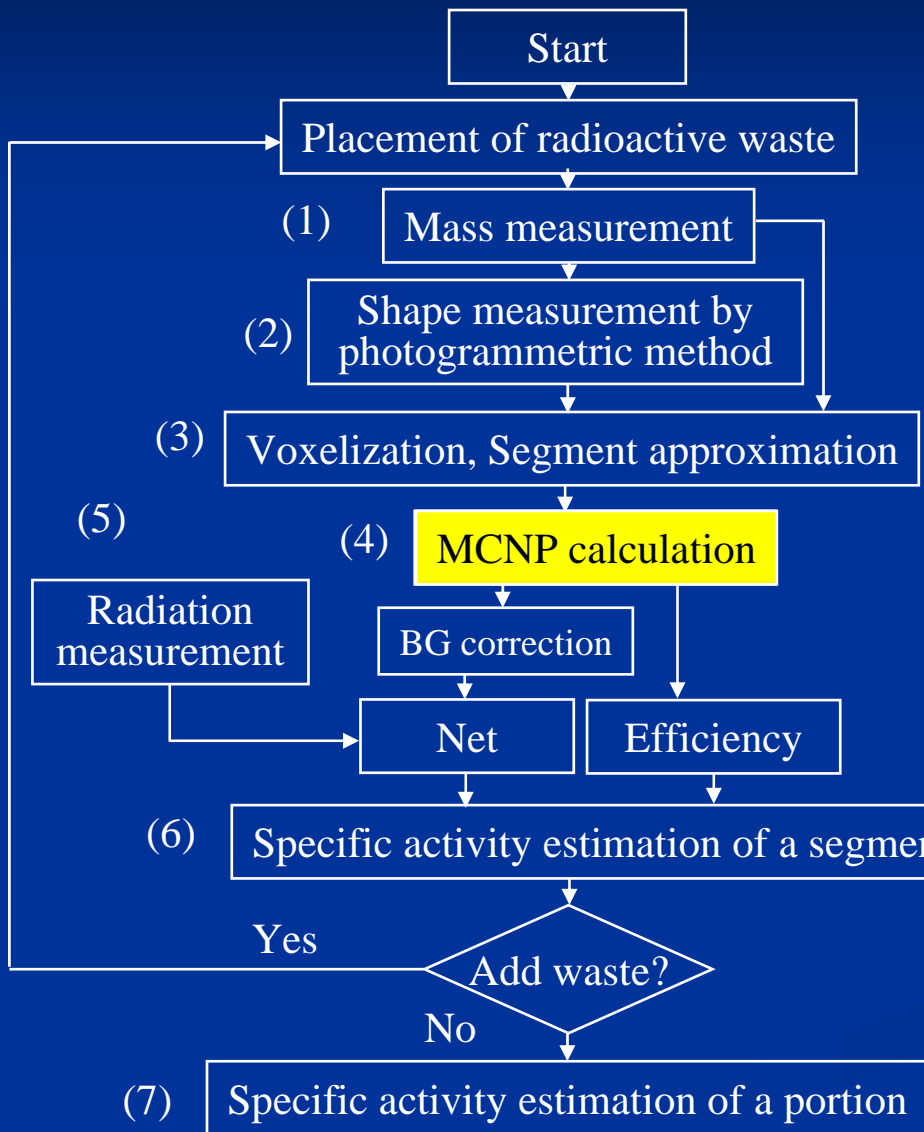 Start
Placement of radioactive waste
(1)
Mass measurement
(2)
Shape measurement by
photogrammetric method
(3)
Voxelization, Segment approximation
(5)
(4)
MCNP calculation
Radiation
measurement
BG correction
Net
Efficiency
(6)
Specific activity estimation of a segmen
Yes
Add waste?
No
(7)
Specific activity estimation of a portion